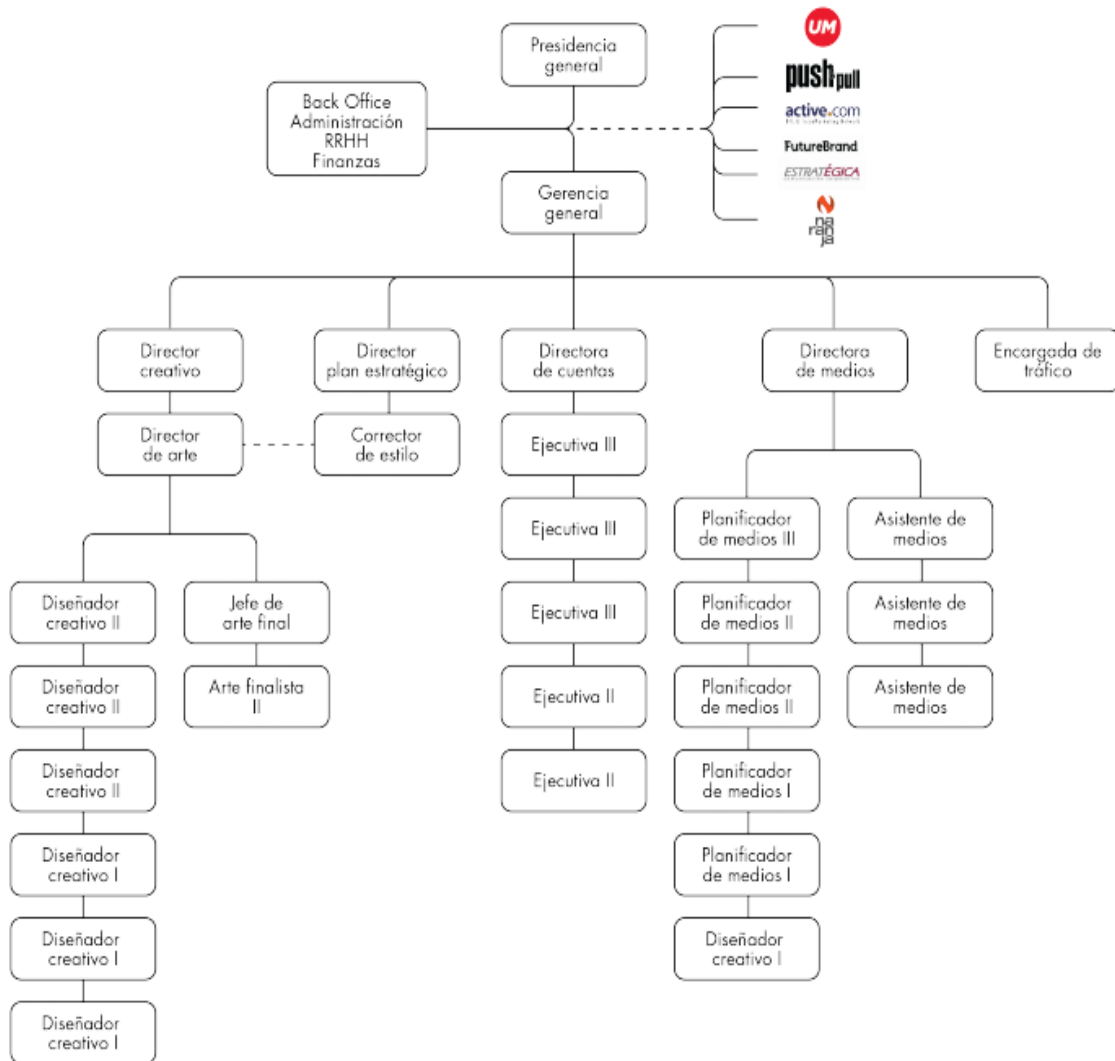 Presidencia
general
Back Office
Administración
RRHH
Finanzas
UM
push·pull
active.com
FutureBrand
ESTRATÉGICA
na
ran
ja
Gerencia
general
Director
creativo
Director
plan estratégico
Directora
de cuentas
Directora
de medios
Encargada de
tráfico
Director
de arte
Corrector
de estilo
Ejecutiva III
Ejecutiva III
Ejecutiva III
Ejecutiva II
Ejecutiva II
Planificador
de medios III
Asistente de
medios
Planificador
de medios II
Asistente de
medios
Planificador
de medios II
Asistente de
medios
Planificador
de medios I
Planificador
de medios I
Diseñador
creativo I
Diseñador
creativo II
Jefe de
arte final
Diseñador
creativo II
Arte finalista
II
Diseñador
creativo II
Diseñador
creativo I
Diseñador
creativo I
Diseñador
creativo I